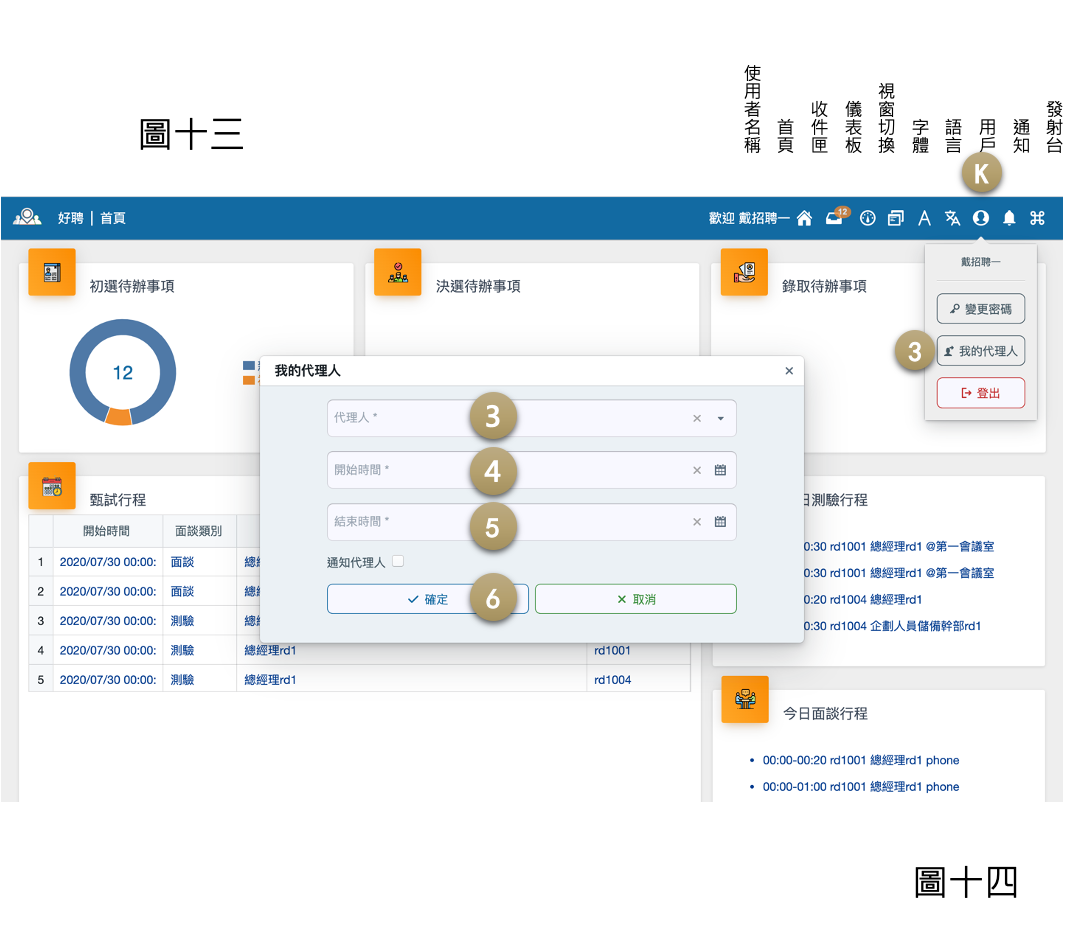 圖十三
使用者名稱
首頁
收件匣
儀表板
視窗切換
字體
語言
用戶
通知
發射台
K
好聘 | 首頁
歡迎 戴招聘一
12
戴招聘一
變更密碼
3
我的代理人
登出
初選待辦事項
決選待辦事項
錄取待辦事項
12
我的代理人
代理人 *
3
開始時間 *
4
結束時間 *
5
通知代理人
確定
6
取消
甄試行程
開始時間 面談類別
1 2020/07/30 00:00: 面談
2 2020/07/30 00:00: 面談
3 2020/07/30 00:00: 測驗
4 2020/07/30 00:00: 測驗 總經理rd1 rd1001
5 2020/07/30 00:00: 測驗 總經理rd1 rd1004
日測驗行程
0:30 rd1001 總經理rd1 @第一會議室
0:30 rd1001 總經理rd1 @第一會議室
0:20 rd1004 總經理rd1
0:30 rd1004 企劃人員儲備幹部rd1
今日面談行程
• 00:00-00:20 rd1001 總經理rd1 phone
• 00:00-01:00 rd1001 總經理rd1 phone
圖十四